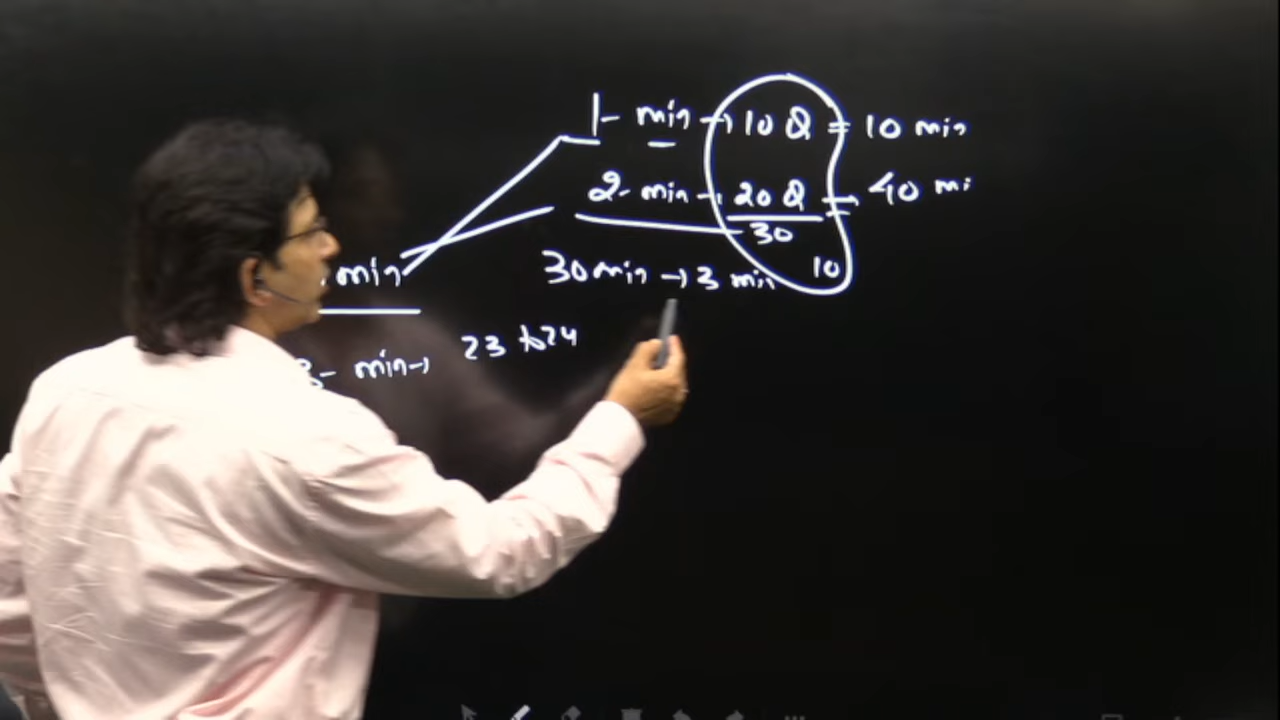 1- min → 10 Q = 10 min
2- min → 20 Q → 40 mi
30
10
min
30 min → 3 min
3- min → 23 to 24